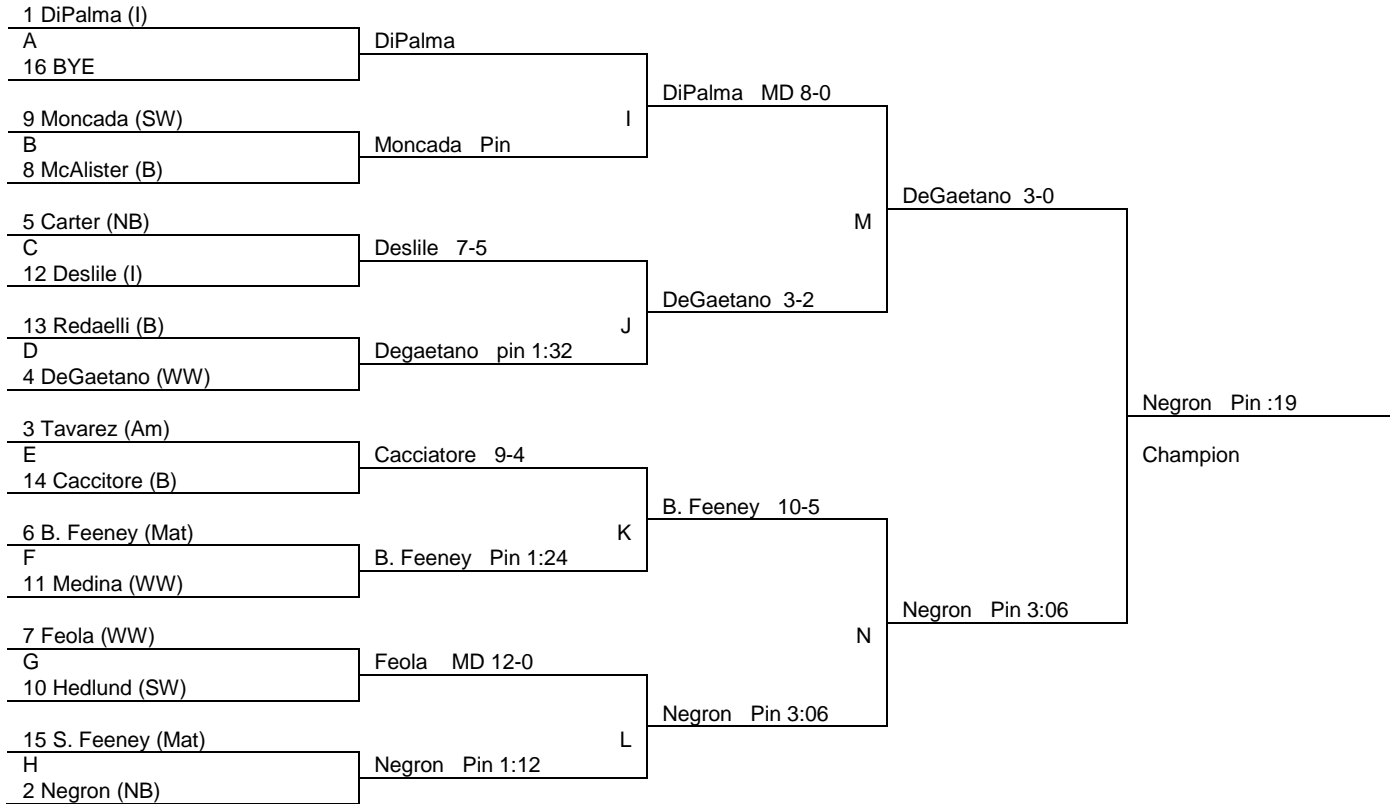 1 DiPalma (I)
A
16 BYE
9 Moncada (SW)
B
8 McAlister (B)
5 Carter (NB)
C
12 Deslile (I)
13 Redaelli (B)
D
4 DeGaetano (WW)
3 Tavarez (Am)
E
14 Caccitore (B)
6 B. Feeney (Mat)
F
11 Medina (WW)
7 Feola (WW)
G
10 Hedlund (SW)
15 S. Feeney (Mat)
H
2 Negron (NB)
DiPalma
I
Moncada Pin
Deslile 7-5
J
Degaetano pin 1:32
Cacciatore 9-4
K
B. Feeney Pin 1:24
Feola MD 12-0
L
Negron Pin 1:12
DiPalma MD 8-0
M
DeGaetano 3-2
B. Feeney 10-5
N
Negron Pin 3:06
DeGaetano 3-0
Negron Pin 3:06
Negron Pin :19
Champion